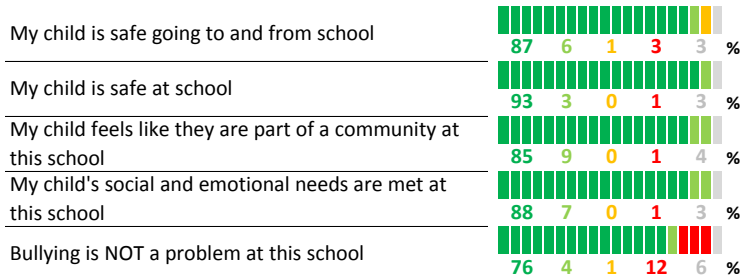 My child is safe going to and from school
87 6 1 3 3 %
My child is safe at school
93 3 0 1 3 %
My child feels like they are part of a community at
this school
85 9 0 1 4 %
My child's social and emotional needs are met at
this school
88 7 0 1 3 %
Bullying is NOT a problem at this school
76 4 1 12 6 %